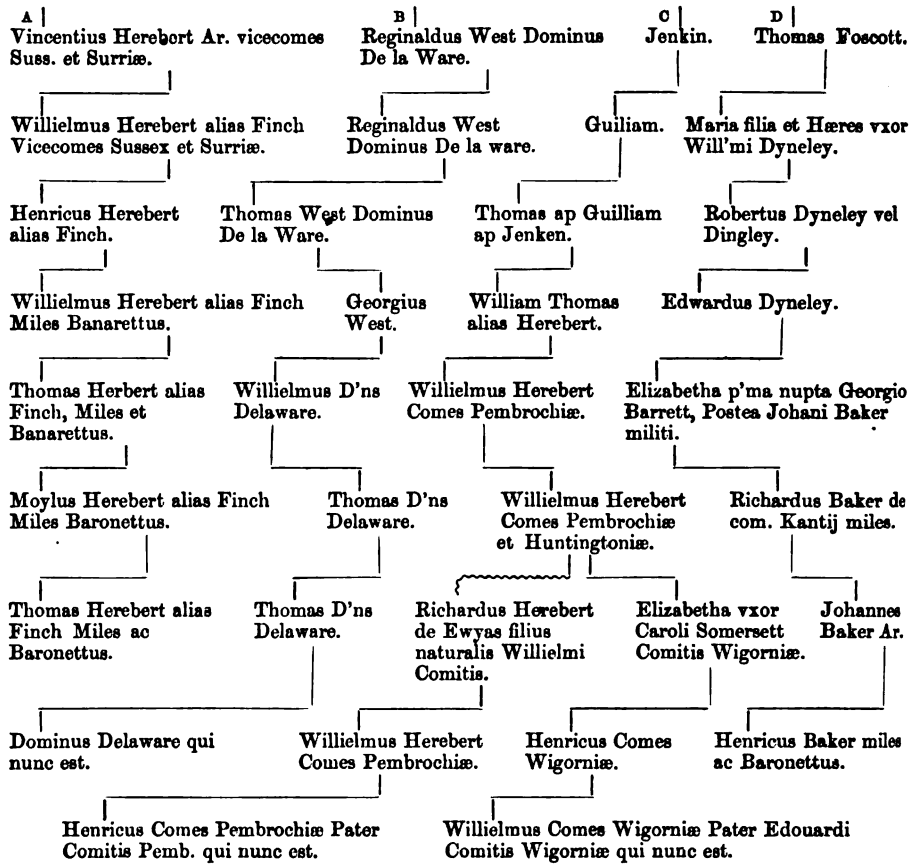 A
B
C
D
Vincentius Herebert Ar. vicecomes
Suss. et Surriæ.
Reginaldus West Dominus
De la Ware.
Jenkin.
Thomas Foscott.
Willielmus Herebert alias Finch
Vicecomes Sussex et Surriæ.
Reginaldus West
Dominus De la ware.
Guiliam.
Maria filia et Hæres vxor
Will'mi Dyneley.
Henricus Herebert
alias Finch.
Thomas West Dominus
De la Ware.
Thomas ap Guilliam
ap Jenken.
Robertus Dyneley vel
Dingley.
Willielmus Herebert alias Finch
Miles Banarettus.
Georgius
West.
William Thomas
alias Herebert.
Edwardus Dyneley.
Thomas Herbert alias
Finch, Miles et
Banarettus.
Willielmus D'ns
Delaware.
Willielmus Herebert
Comes Pembrochiæ.
Elizabetha p'ma nupta Georgio
Barrett, Postea Johani Baker
militi.
Moylus Herebert alias Finch
Miles Baronettus.
Thomas D'ns
Delaware.
Willielmus Herebert
Comes Pembrochiæ
et Huntingtoniæ.
Richardus Baker de
com. Kantij miles.
Thomas Herebert alias
Finch Miles ac
Baronettus.
Thomas D'ns
Delaware.
Richardus Herebert
de Ewyas filius
naturalis Willielmi
Comitis.
Elizabetha vxor
Caroli Somersett
Comitis Wigorniæ.
Johannes
Baker Ar.
Dominus Delaware qui
nunc est.
Willielmus Herebert
Comes Pembrochiæ.
Henricus Comes
Wigorniæ.
Henricus Baker miles
ac Baronettus.
Henricus Comes Pembrochiæ Pater
Comitis Pemb. qui nunc est.
Willielmus Comes Wigorniæ Pater Edouardi
Comitis Wigorniæ qui nunc est.